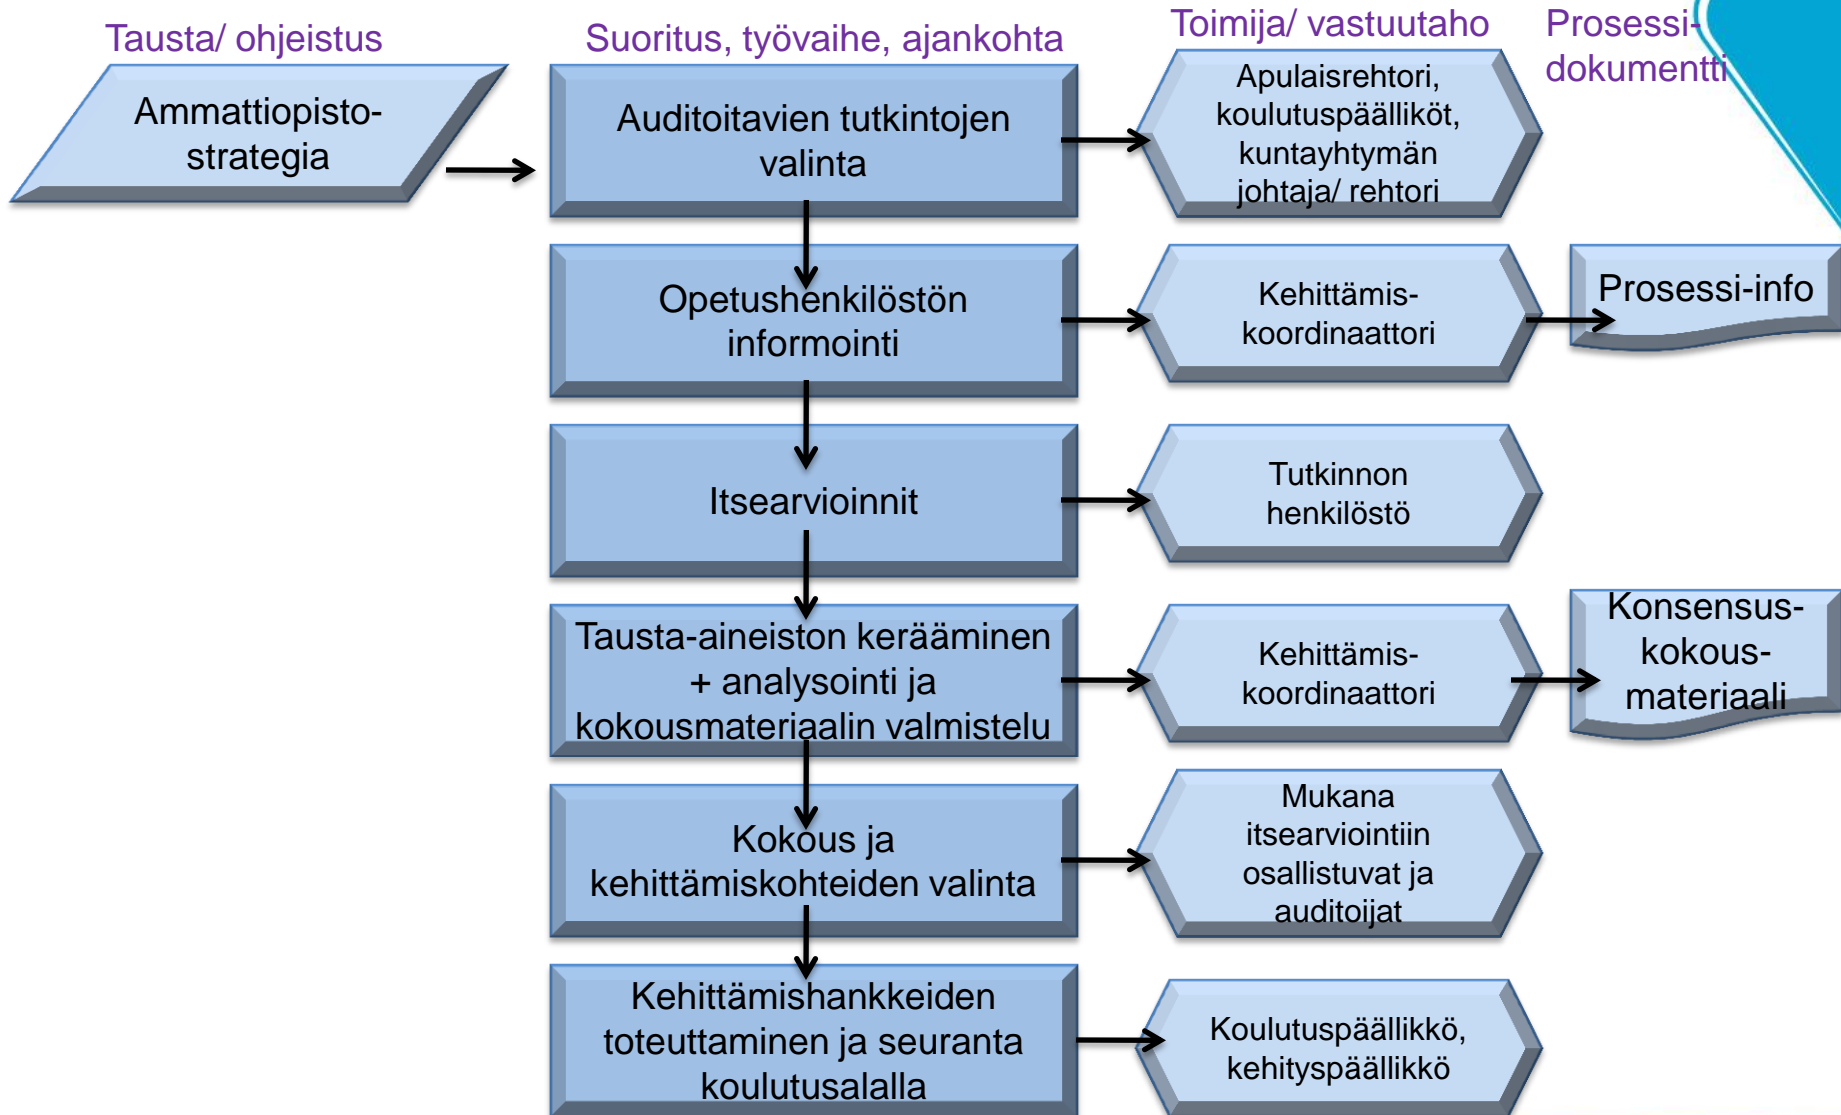 Tausta/ ohjeistus
Suoritus, työvaihe, ajankohta
Toimija/ vastuutaho
Prosessi-
dokumentti
Ammattiopisto-
strategia
Auditoitavien tutkintojen
valinta
Apulaisrehtori,
koulutuspäälliköt,
kuntayhtymän
johtaja/ rehtori
Opetushenkilöstön
informointi
Kehittämis-
koordinaattori
Prosessi-info
Itsearvioinnit
Tutkinnon
henkilöstö
Tausta-aineiston kerääminen
+ analysointi ja
kokousmateriaalin valmistelu
Kehittämis-
koordinaattori
Konsensus-
kokous-
materiaali
Kokous ja
kehittämiskohteiden valinta
Mukana
itsearviointiin
osallistuvat ja
auditoijat
Kehittämishankkeiden
toteuttaminen ja seuranta
koulutusalalla
Koulutuspäällikkö,
kehityspäällikkö